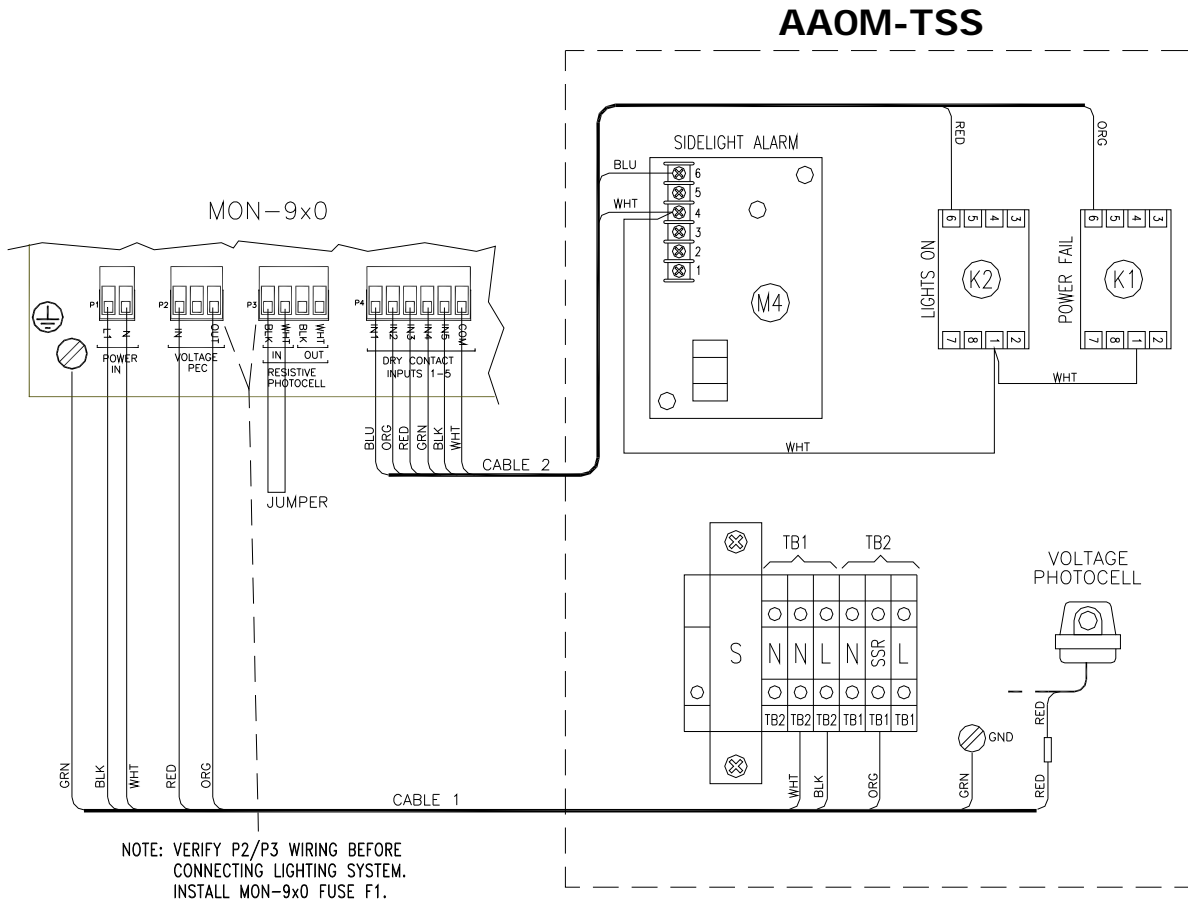 AAOM-TSS
RED
ORG
SIDELIGHT ALARM
BLU
WHT
6
5
4
3
2
1
M4
LIGHTS ON
6 5 4 3
K2
7 8 1 2
POWER FAIL
6 5 4 3
K1
7 8 1 2
WHT
WHT
MON-9x0
P1
L1 N
POWER
IN
P2
IN OUT
VOLTAGE
PEC
P3
BLK WHT BLK WHT
IN OUT
RESISTIVE
PHOTOCELL
P4
IN1 IN2 IN3 IN4 IN5 COM
DRY CONTACT
INPUTS 1-5
BLU ORG RED GRN BLK WHT
CABLE 2
JUMPER
TB1 TB2
S N N L N SSR L
TB2 TB2 TB2 TB1 TB1 TB1
VOLTAGE
PHOTOCELL
RED
GND
GRN BLK WHT RED ORG
WHT BLK ORG GRN RED
CABLE 1
NOTE: VERIFY P2/P3 WIRING BEFORE
CONNECTING LIGHTING SYSTEM.
INSTALL MON-9x0 FUSE F1.